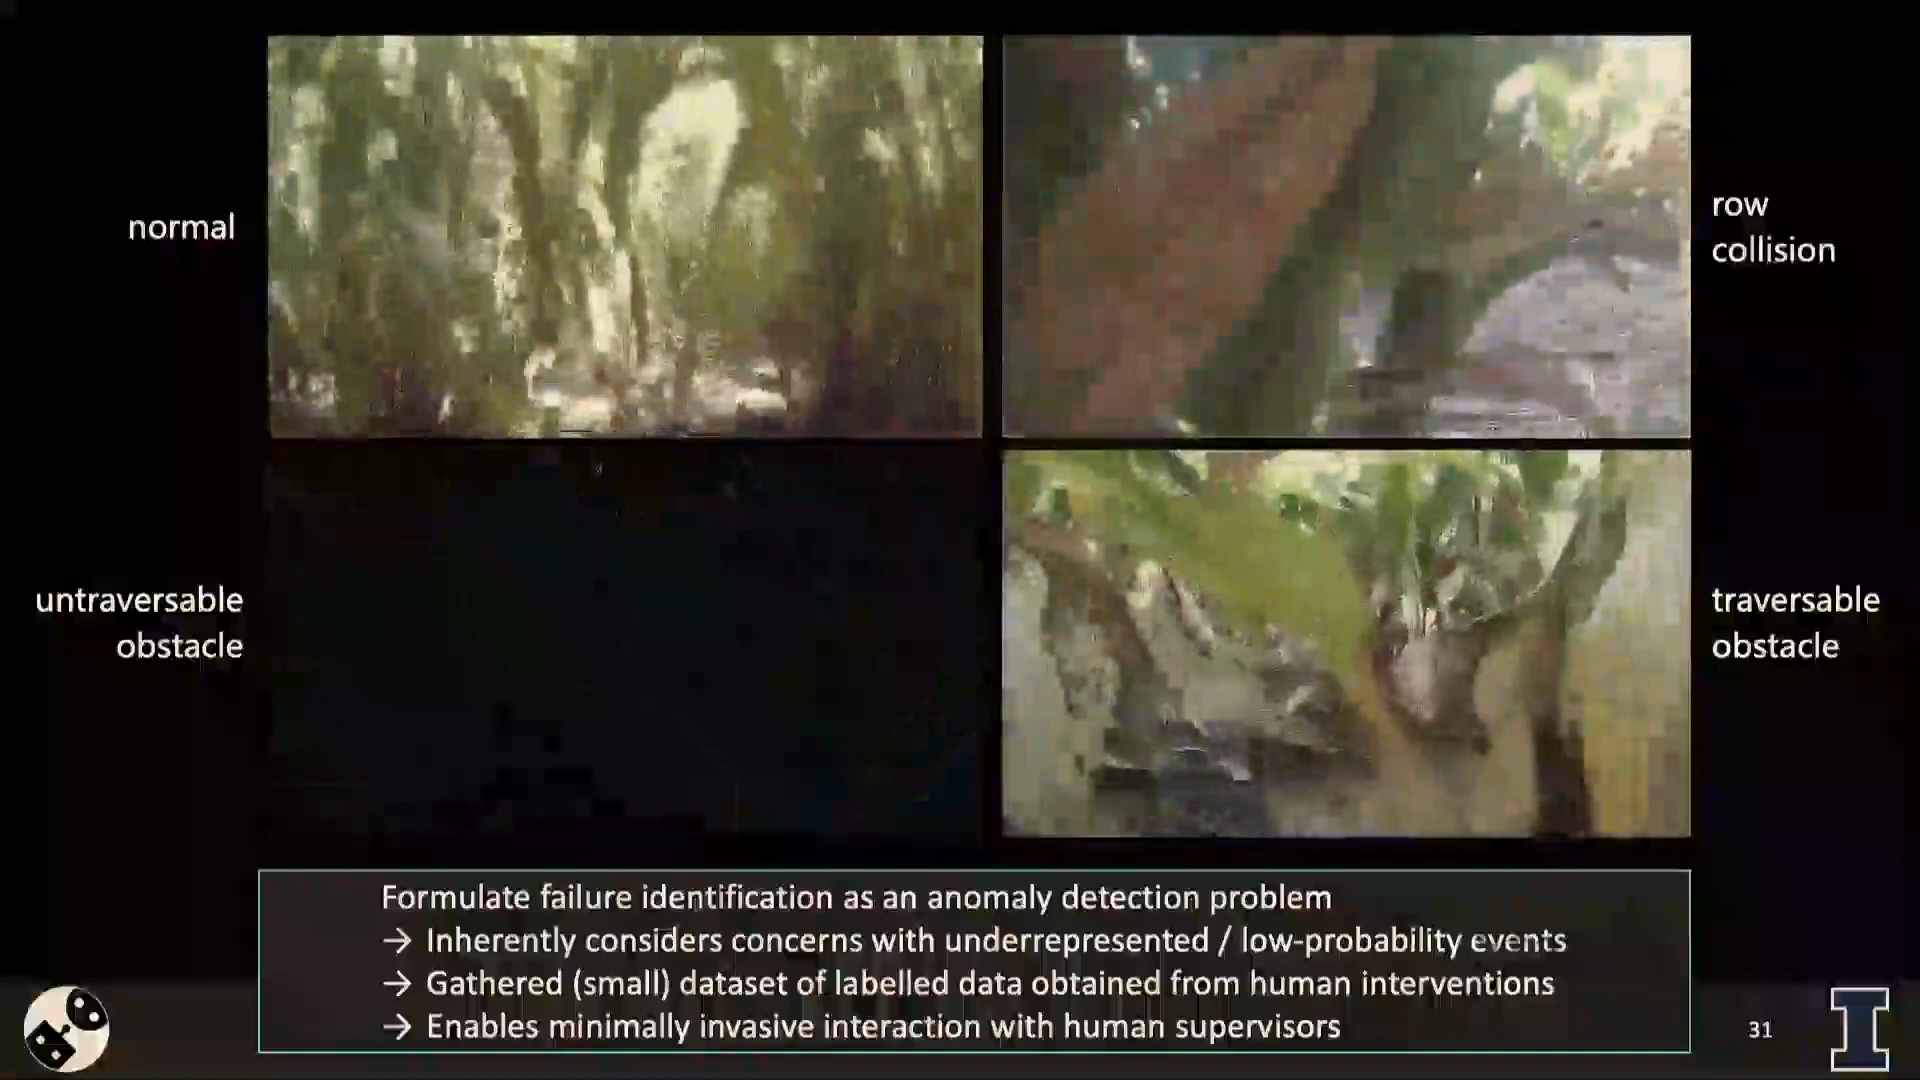 normal
row
collision
untraversable
obstacle
traversable
obstacle
Formulate failure identification as an anomaly detection problem
→ Inherently considers concerns with underrepresented / low-probability events
→ Gathered (small) dataset of labelled data obtained from human interventions
→ Enables minimally invasive interaction with human supervisors
31
I